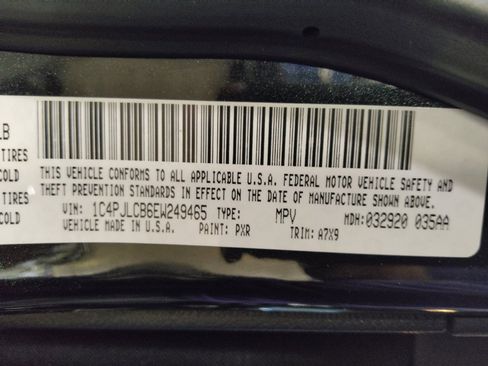 LB
TIRES
COLD
TIRES
COLD
THIS VEHICLE CONFORMS TO ALL APPLICABLE U.S.A. FEDERAL MOTOR VEHICLE SAFETY AND
THEFT PREVENTION STANDARDS IN EFFECT ON THE DATE OF MANUFACTURE SHOWN ABOVE.
VIN: 1C4PJLCB6EW249465 TYPE: MPV MDH: 032920 035AA
VEHICLE MADE IN U.S.A. PAINT: PXR TRIM: A7X9